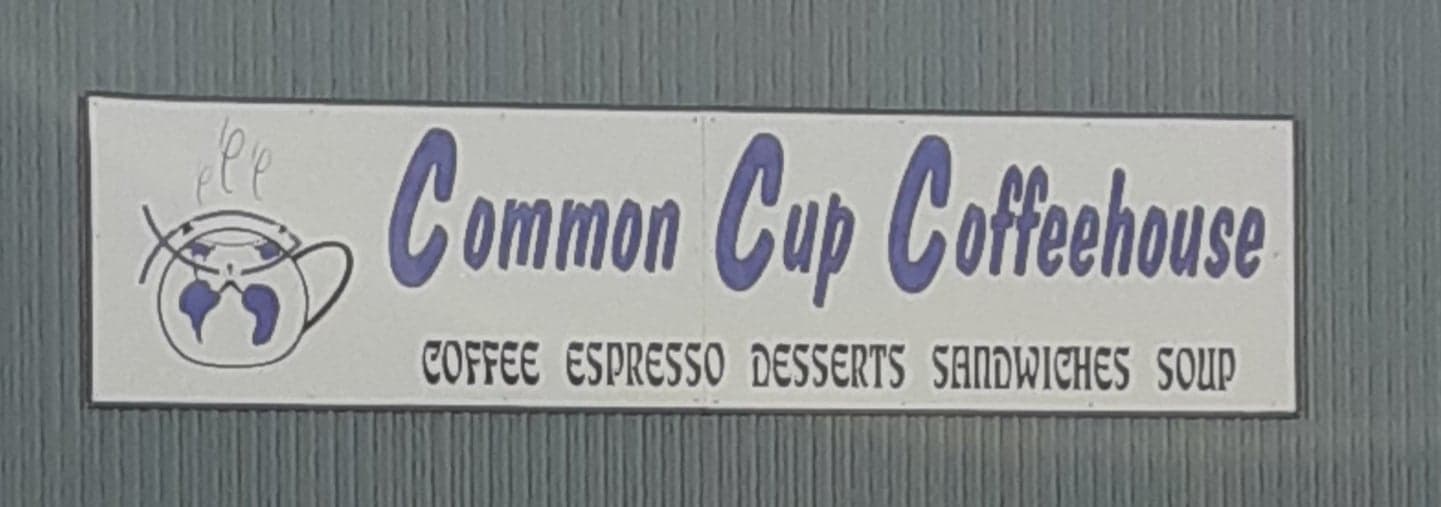 Common Cup Coffeehouse
COFFEE ESPRESSO DESSERTS SANDWICHES SOUP